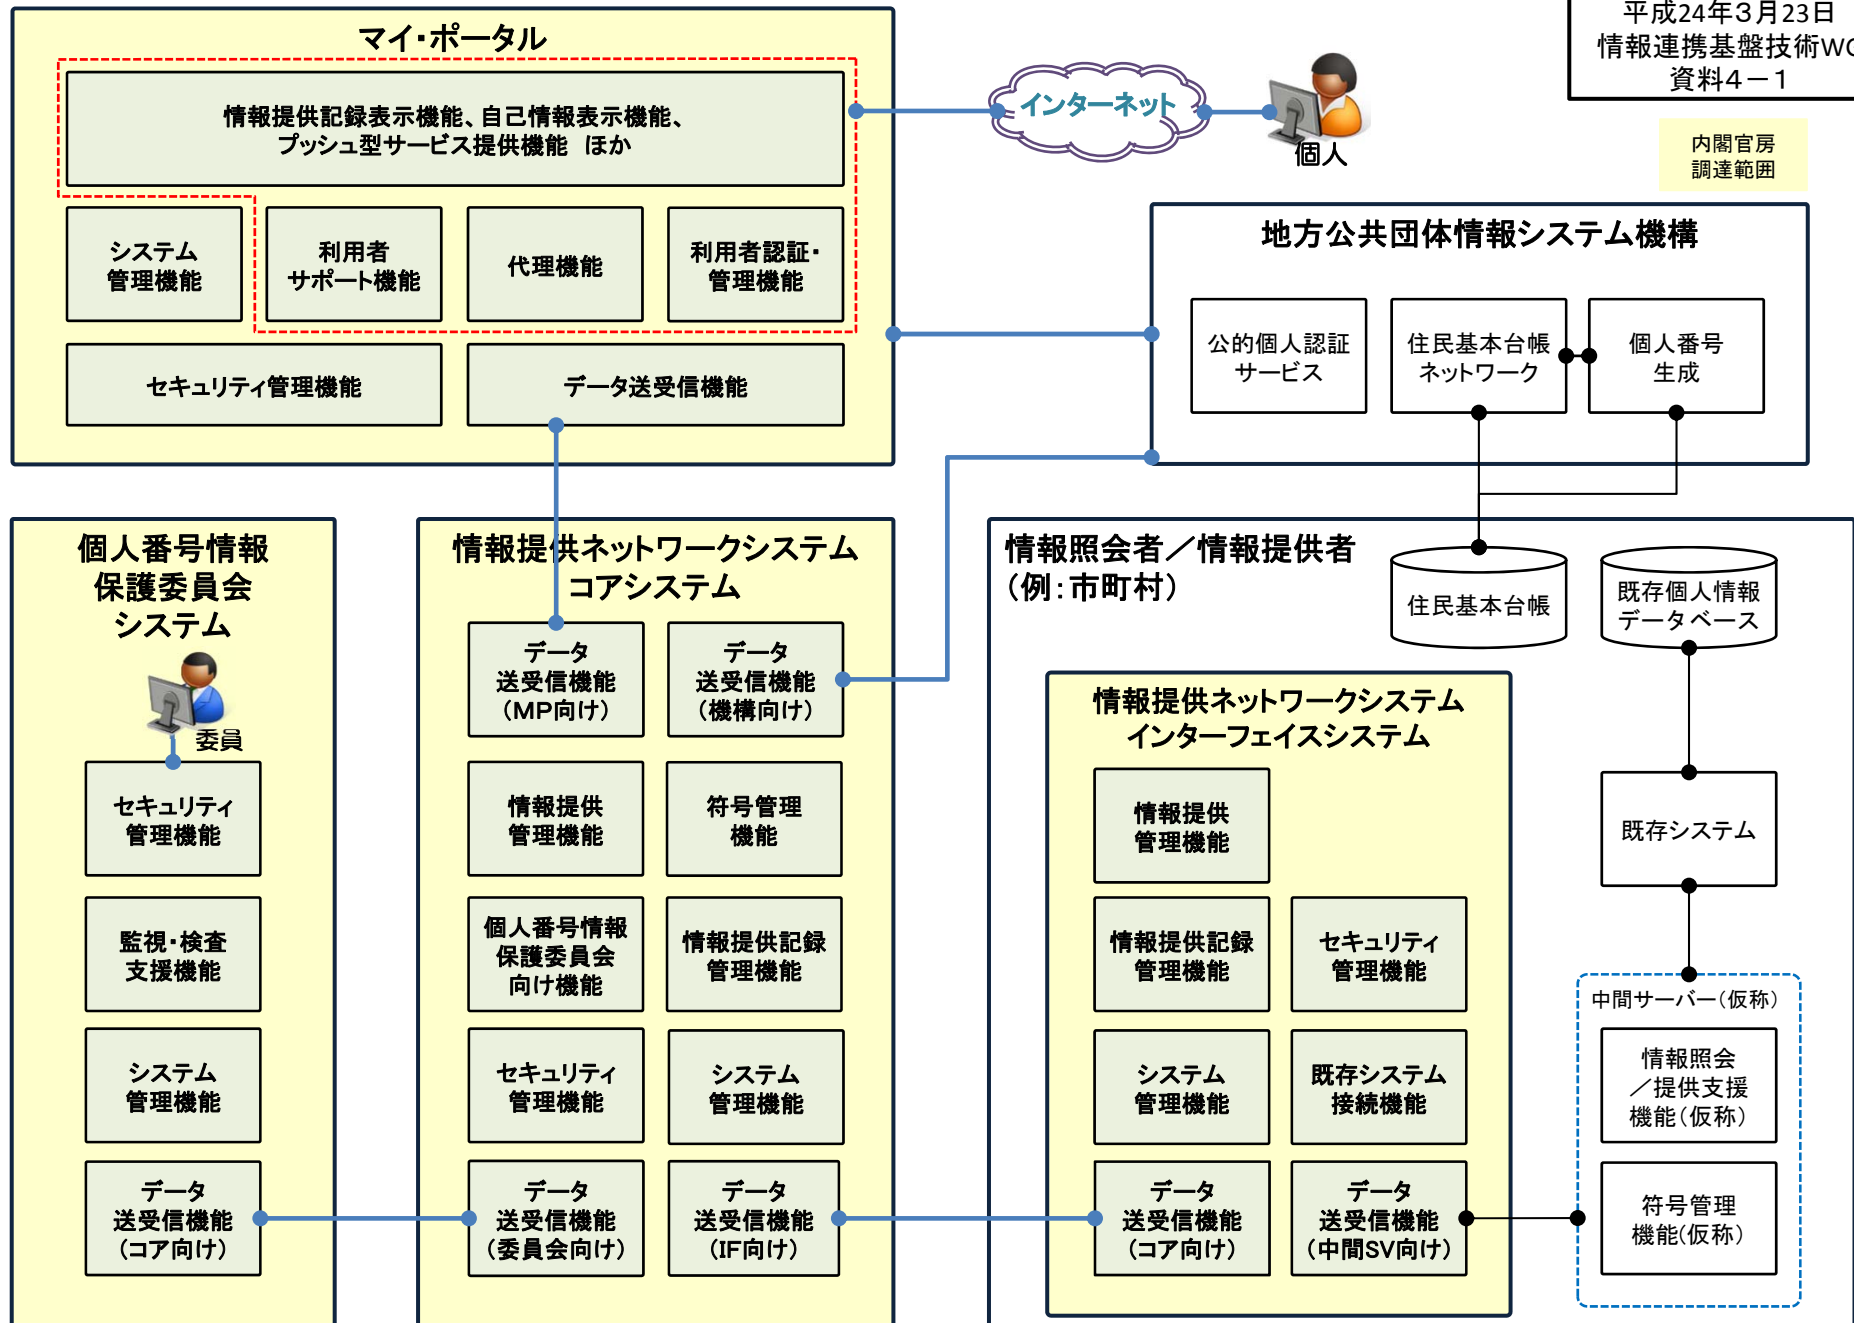 平成24年3月23日
情報連携基盤技術WG
資料4－1
内閣官房
調達範囲
マイ・ポータル
情報提供記録表示機能、自己情報表示機能、
プッシュ型サービス提供機能 ほか
システム
管理機能
利用者
サポート機能
代理機能
利用者認証・
管理機能
セキュリティ管理機能
データ送受信機能
インターネット
個人
地方公共団体情報システム機構
公的個人認証
サービス
住民基本台帳
ネットワーク
個人番号
生成
個人番号情報
保護委員会
システム
委員
セキュリティ
管理機能
監視・検査
支援機能
システム
管理機能
データ
送受信機能
（コア向け）
情報提供ネットワークシステム
コアシステム
データ
送受信機能
（MP向け）
データ
送受信機能
（機構向け）
情報提供
管理機能
符号管理
機能
個人番号情報
保護委員会
向け機能
情報提供記録
管理機能
セキュリティ
管理機能
システム
管理機能
データ
送受信機能
（委員会向け）
データ
送受信機能
（IF向け）
情報照会者／情報提供者
（例：市町村）
住民基本台帳
既存個人情報
データベース
情報提供ネットワークシステム
インターフェイスシステム
情報提供
管理機能
情報提供記録
管理機能
セキュリティ
管理機能
システム
管理機能
既存システム
接続機能
データ
送受信機能
（コア向け）
データ
送受信機能
（中間SV向け）
既存システム
中間サーバー（仮称）
情報照会
／提供支援
機能（仮称）
符号管理
機能（仮称）